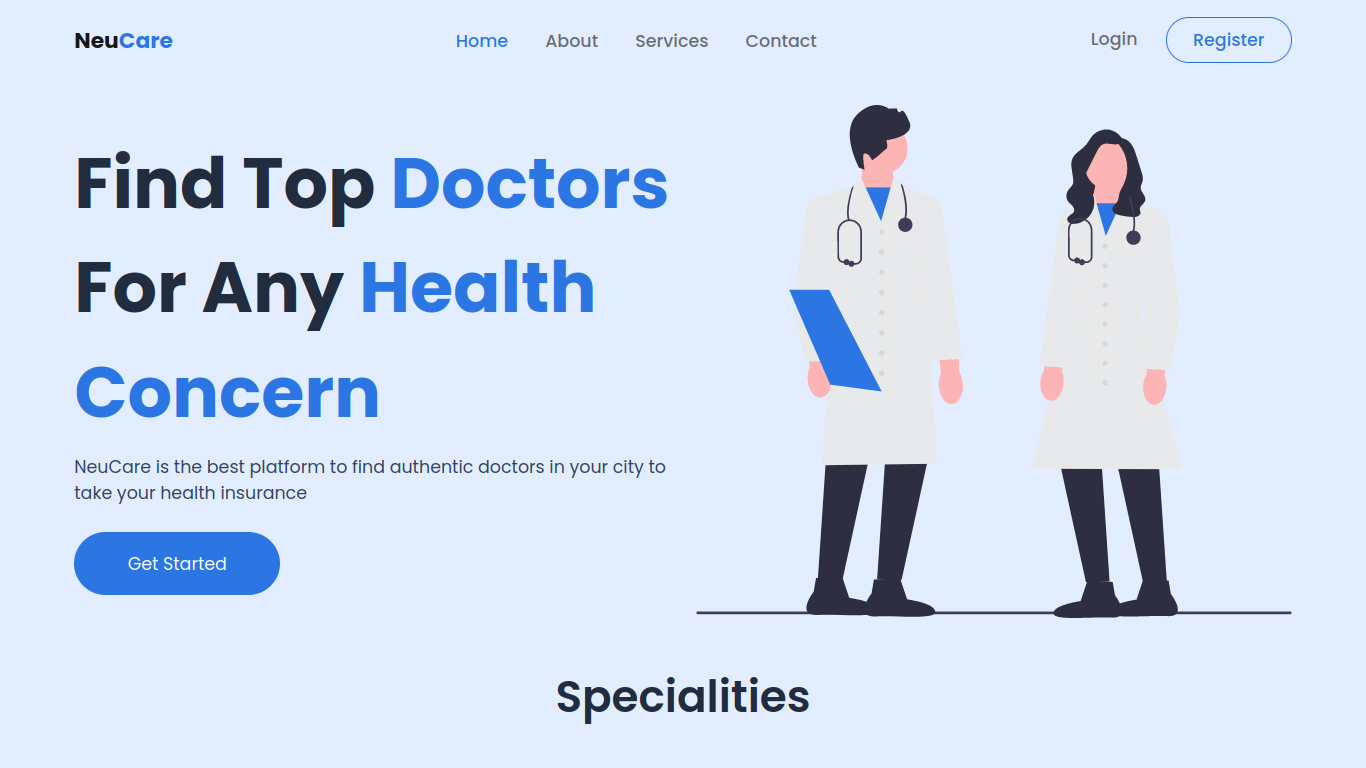 NeuCare
Home About Services Contact
Login Register
Find Top Doctors
For Any Health
Concern
NeuCare is the best platform to find authentic doctors in your city to
take your health insurance
Get Started
Specialities